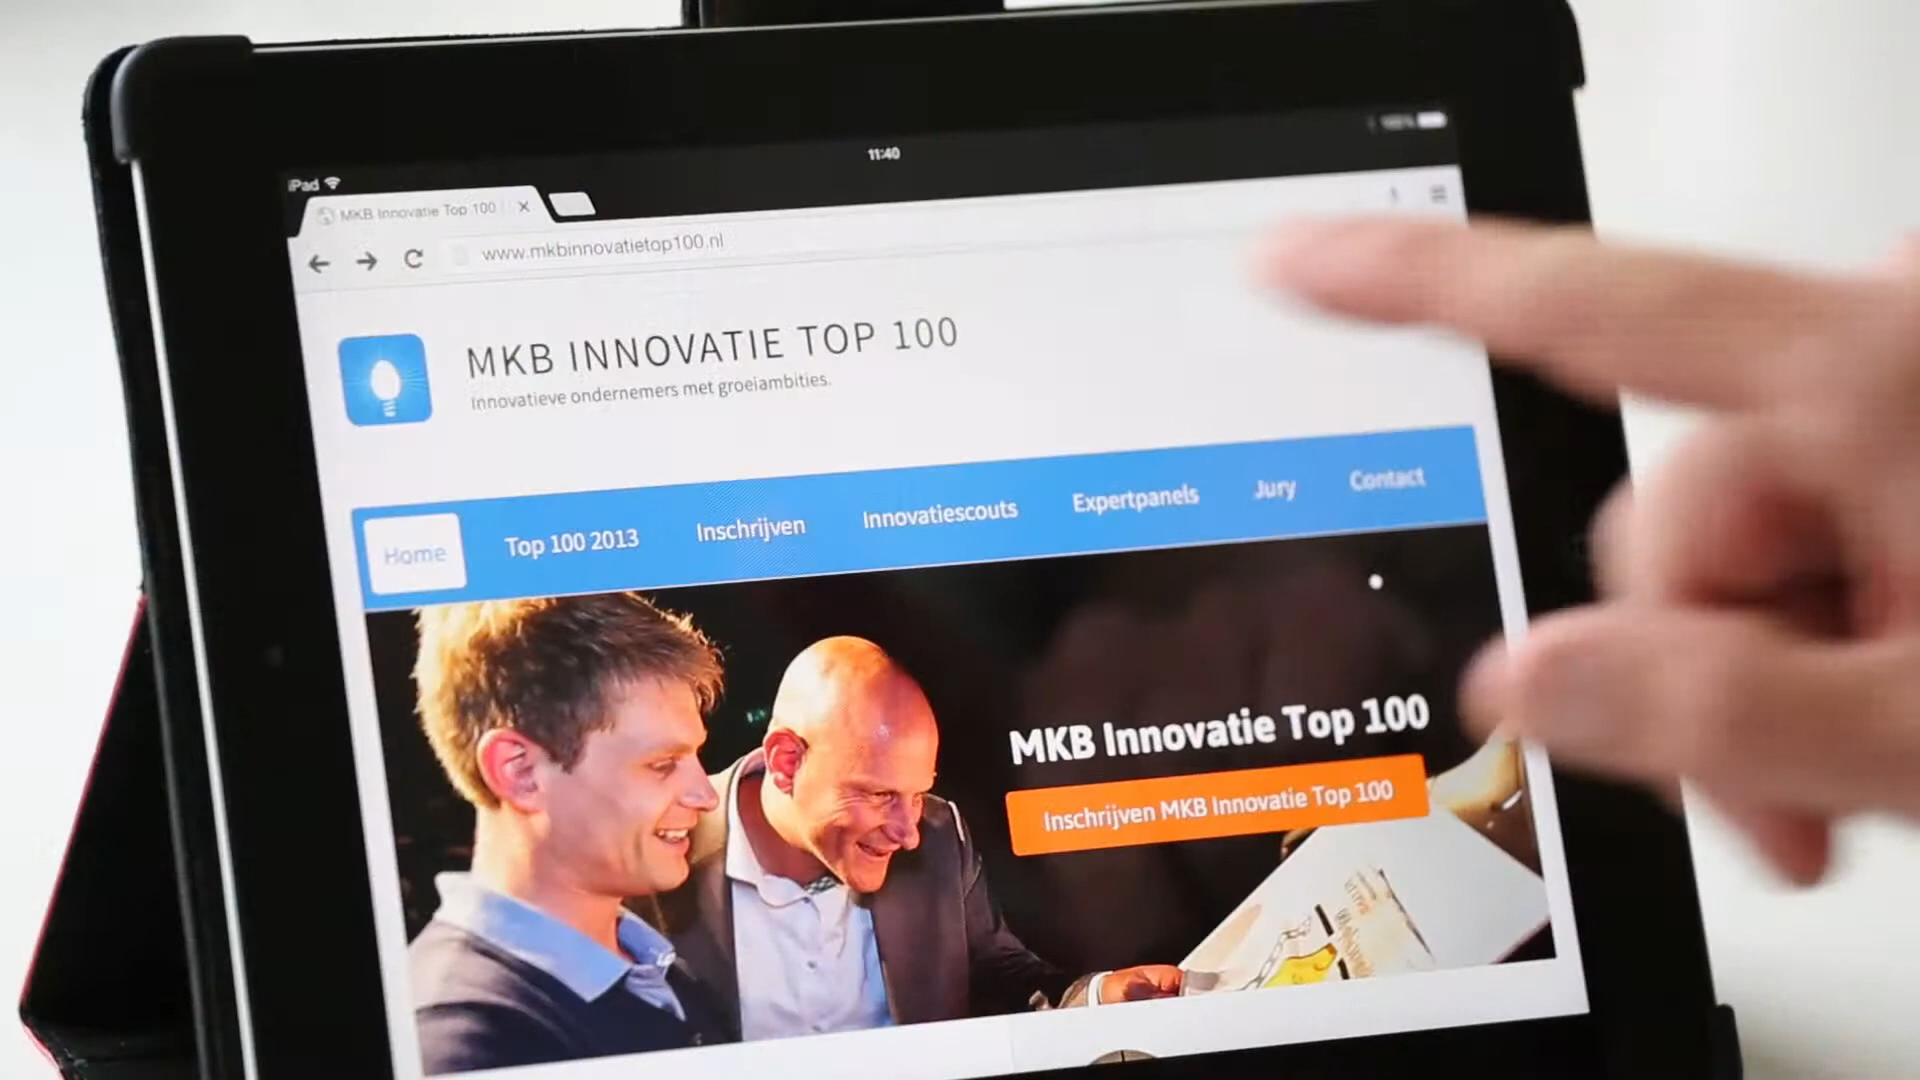 11:40
iPad
MKB Innovatie Top 100
www.mkbinnovatietop100.nl
MKB INNOVATIE TOP 100
Innovatieve ondernemers met groeiambities.
Home Top 100 2013 Inschrijven Innovatiescouts Expertpanels Jury Contact
MKB Innovatie Top 100
Inschrijven MKB Innovatie Top 100